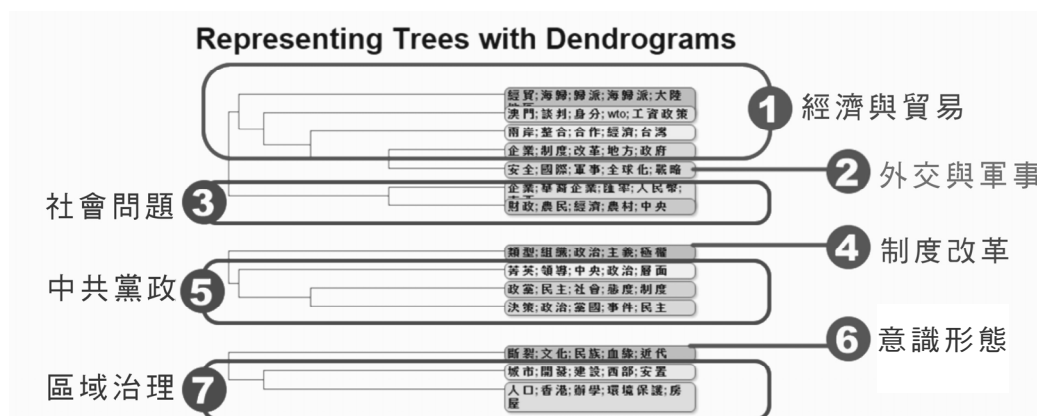 Representing Trees with Dendrograms
經貿;海歸;歸派;海歸派;大陸
澳門;談判;身分;wto;工資政策
1 經濟與貿易
兩岸;整合;合作;經濟;台灣
企業;制度;改革;地方;政府
安全;國際;軍事;全球化;戰略
2 外交與軍事
企業;華裔企業;匯率;人民幣;
社會問題 3
財政;農民;經濟;農村;中央
類型;組織;政治;主義;極權
4 制度改革
菁英;領導;中央;政治;層面
中共黨政 5
政黨;民主;社會;態度;制度
決策;政治;黨國;事件;民主
斷裂;文化;民族;血緣;近代
6 意識形態
城市;開發;建設;西部;安置
區域治理 7
人口;香港;辦學;環境保護;房
屋